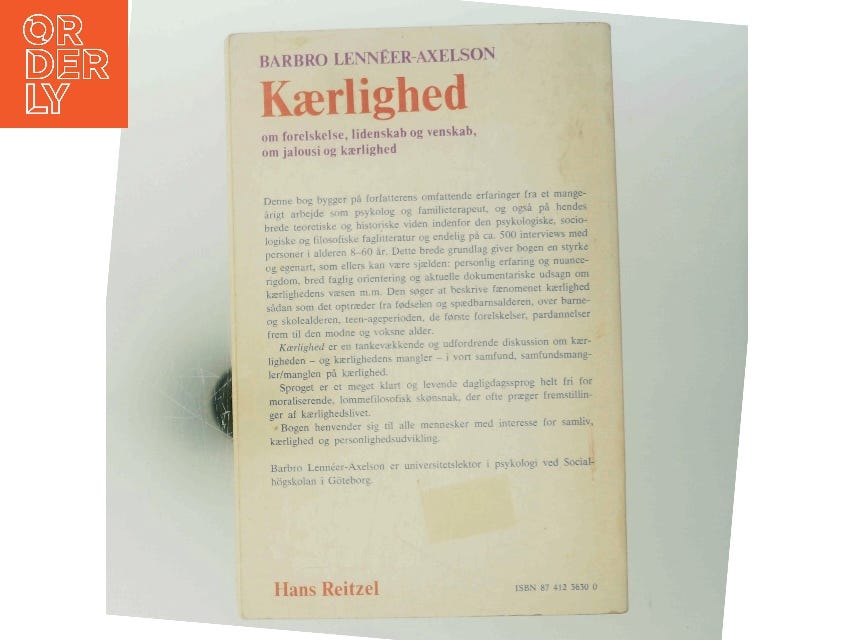 OR
DER
LY
BARBRO LENNÉER-AXELSON
Kærlighed
om forelskelse, lidenskab og venskab,
om jalousi og kærlighed
Denne bog bygger på forfatterens omfattende erfaringer fra et mange-
årigt arbejde som psykolog og familieterapeut, og også på hendes
brede teoretiske og historiske viden indenfor den psykologiske, socio-
logiske og filosofiske faglitteratur og endelig på ca. 500 interviews med
personer i alderen 8–60 år. Dette brede grundlag giver bogen en styrke
og egenart, som ellers kan være sjælden: personlig erfaring og nuance-
rigdom, bred faglig orientering og aktuelle dokumentariske udsagn om
kærlighedens væsen m.m. Den søger at beskrive fænomenet kærlighed
sådan som det optræder fra fødselen og spædbarnsalderen, over barne-
og skolealderen, teen-ageperioden, de første forelskelser, pardannelser
frem til den modne og voksne alder.
Kærlighed er en tankevækkende og udfordrende diskussion om kær-
ligheden – og kærlighedens mangler – i vort samfund, samfundsmang-
ler/manglen på kærlighed.
Sproget er et meget klart og levende dagligdagssprog helt fri for
moraliserende, lommefilosofisk skønsnak, der ofte præger fremstillin-
ger af kærlighedslivet.
Bogen henvender sig til alle mennesker med interesse for samliv,
kærlighed og personlighedsudvikling.
Barbro Lennéer-Axelson er universitetslektor i psykologi ved Social-
högskolan i Göteborg.
Hans Reitzel
ISBN 87 412 3630 0